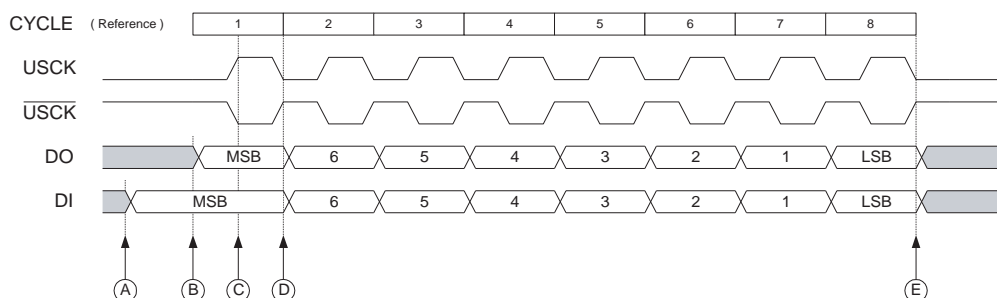 CYCLE ( Reference ) 1 2 3 4 5 6 7 8
USCK
USCK
DO MSB 6 5 4 3 2 1 LSB
DI MSB 6 5 4 3 2 1 LSB
A B C D E